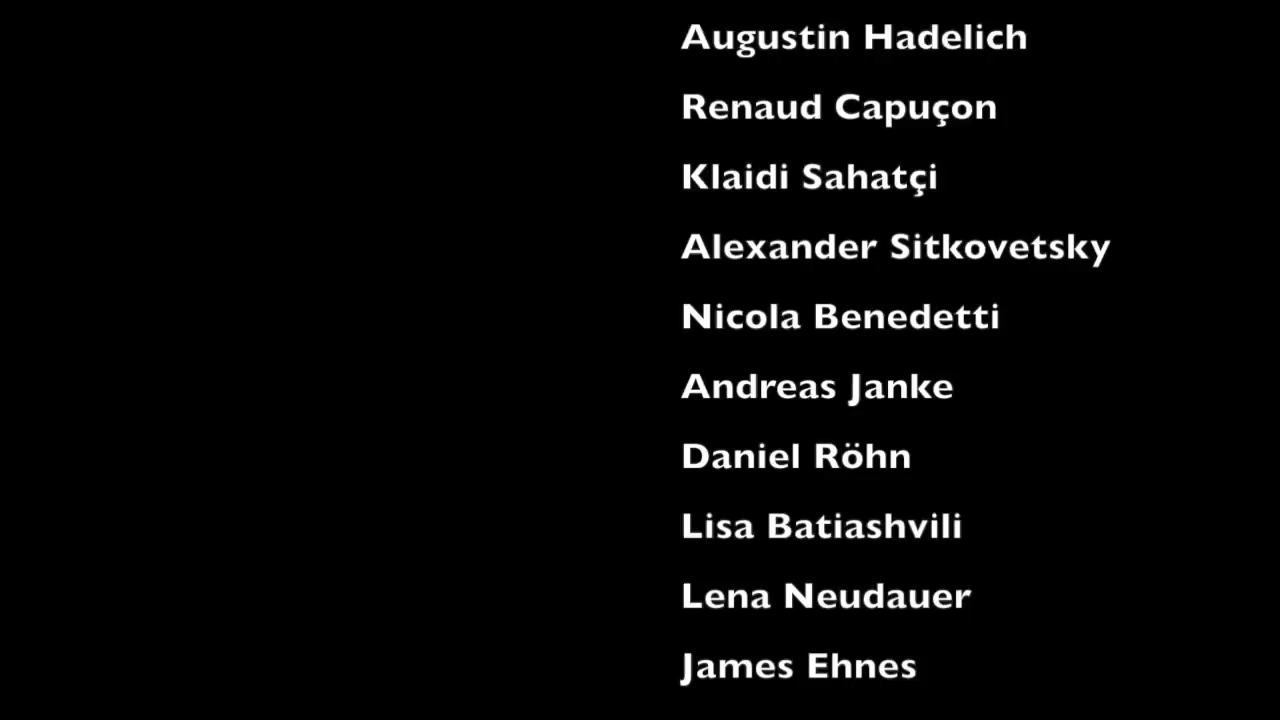 Augustin Hadelich
Renaud Capuçon
Klaidi Sahatçi
Alexander Sitkovetsky
Nicola Benedetti
Andreas Janke
Daniel Röhn
Lisa Batiashvili
Lena Neudauer
James Ehnes